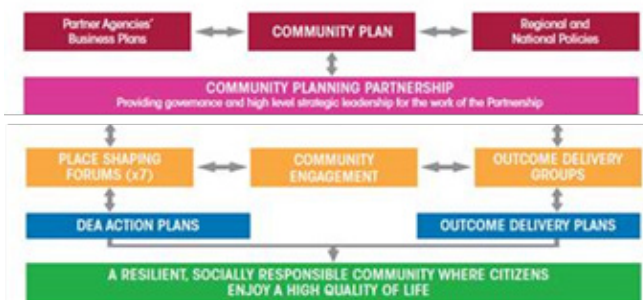 Partner Agencies'
Business Plans
COMMUNITY PLAN
Regional and
National Policies
COMMUNITY PLANNING PARTNERSHIP
Providing governance and high level strategic leadership for the work of the Partnership
PLACE SHAPING
FORUMS (x7)
COMMUNITY
ENGAGEMENT
OUTCOME DELIVERY
GROUPS
DEA ACTION PLANS
OUTCOME DELIVERY PLANS
A RESILIENT, SOCIALLY RESPONSIBLE COMMUNITY WHERE CITIZENS
ENJOY A HIGH QUALITY OF LIFE